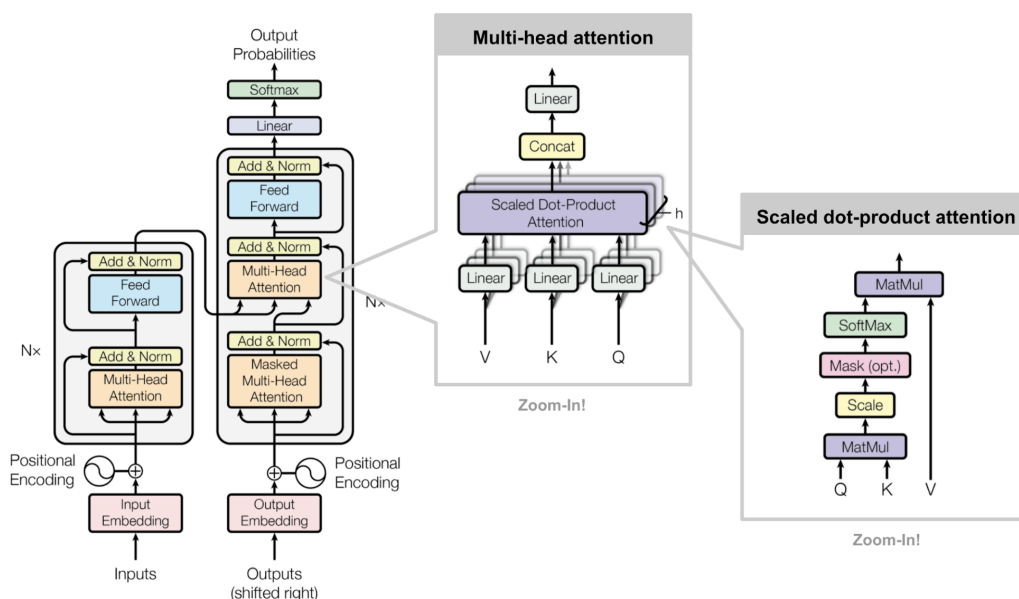 Output
Probabilities
Softmax
Linear
Add & Norm
Feed
Forward
Add & Norm
Multi-Head
Attention
Nx
Add & Norm
Masked
Multi-Head
Attention
Positional
Encoding
Output
Embedding
Outputs
(shifted right)
Add & Norm
Feed
Forward
Nx
Add & Norm
Multi-Head
Attention
Positional
Encoding
Input
Embedding
Inputs
Multi-head attention
Linear
Concat
Scaled Dot-Product
Attention
h
Linear
Linear
Linear
V
K
Q
Zoom-In!
Scaled dot-product attention
MatMul
SoftMax
Mask (opt.)
Scale
MatMul
Q
K
V
Zoom-In!